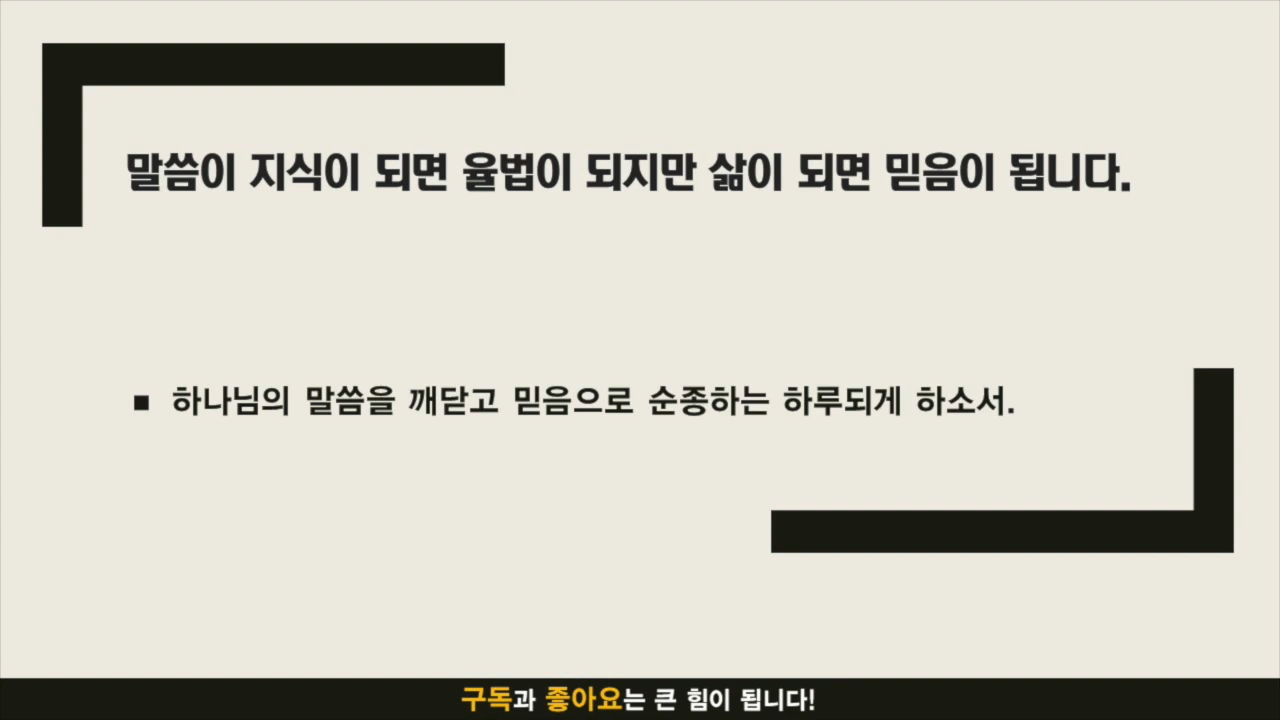 말씀이 지식이 되면 율법이 되지만 삶이 되면 믿음이 됩니다.
■ 하나님의 말씀을 깨닫고 믿음으로 순종하는 하루되게 하소서.
구독과 좋아요는 큰 힘이 됩니다!